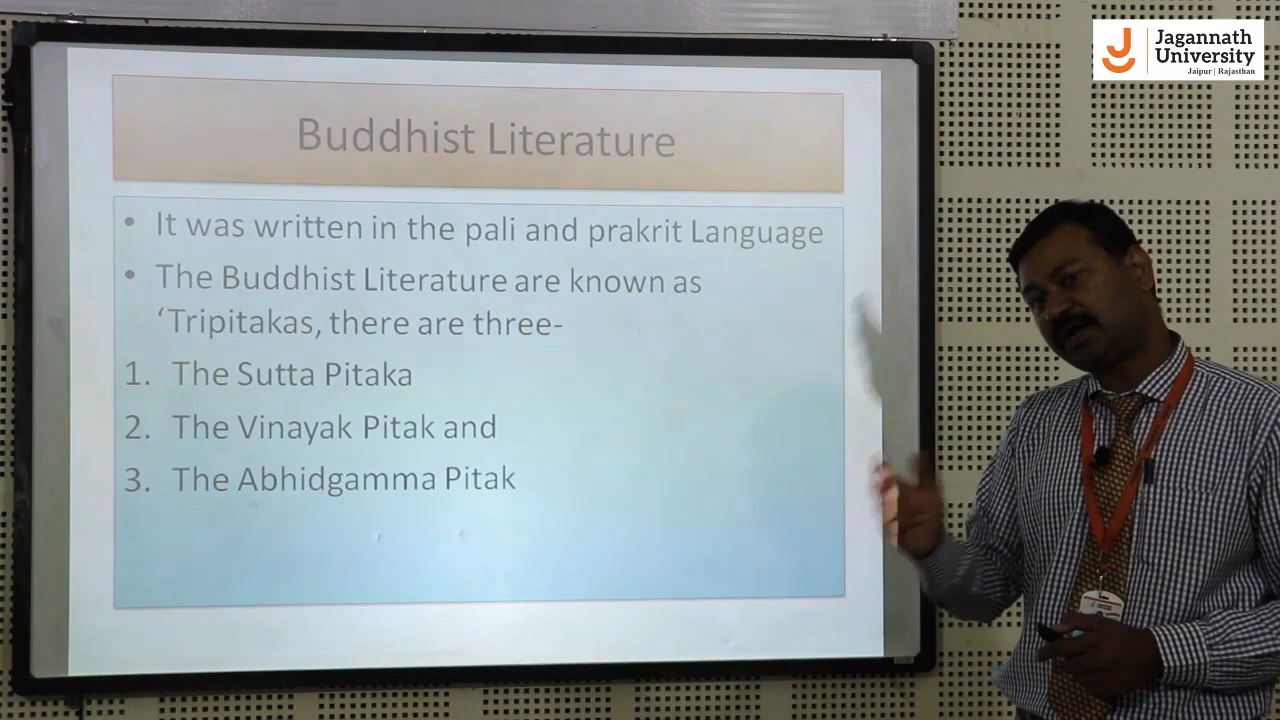 Jagannath
University
Jaipur | Rajasthan
Buddhist Literature
• It was written in the pali and prakrit Language
• The Buddhist Literature are known as
‘Tripitakas, there are three-
1. The Sutta Pitaka
2. The Vinayak Pitak and
3. The Abhidgamma Pitak